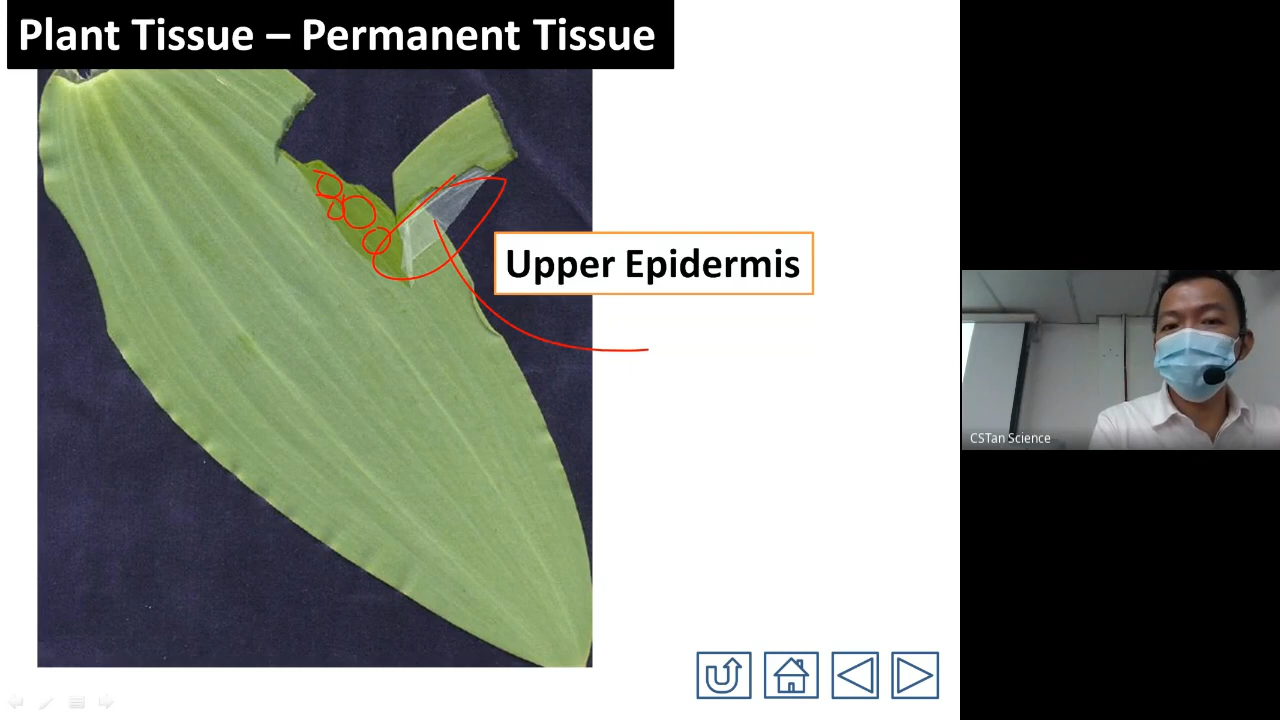 Plant Tissue – Permanent Tissue
Upper Epidermis
CSTan Science